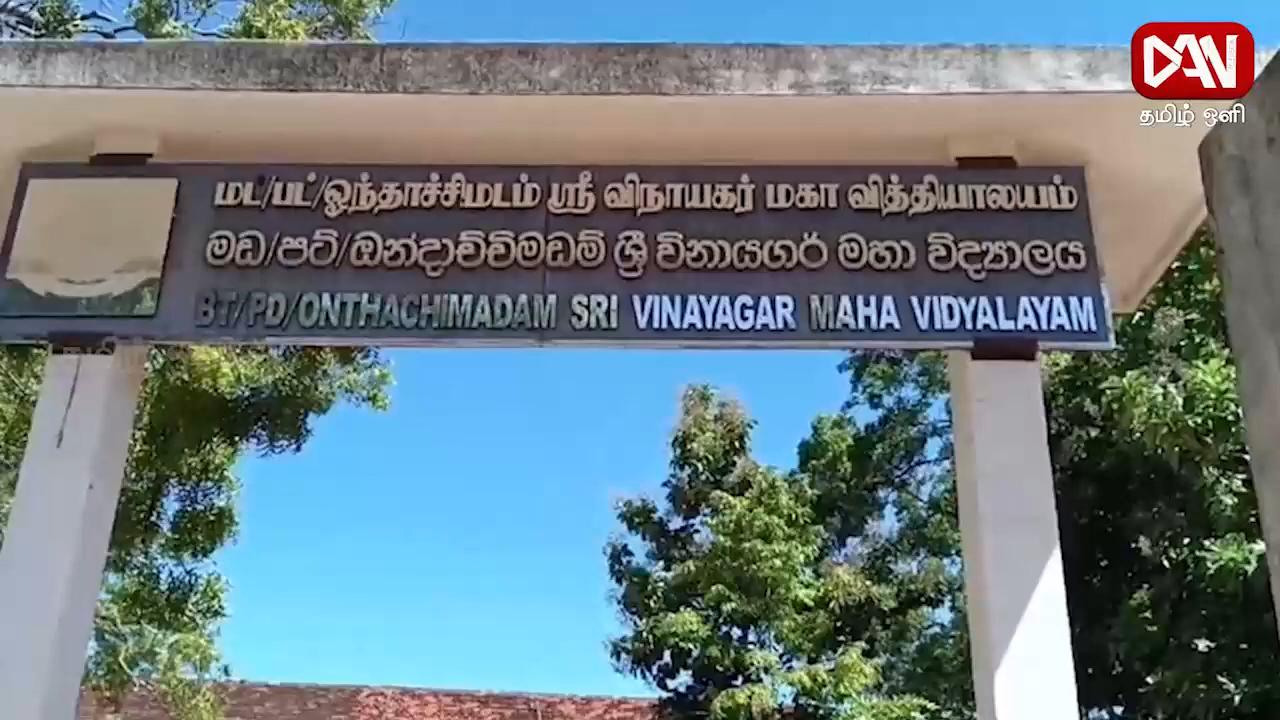 DAN
தமிழ் ஒளி
மட்/பட்/ஓந்தாச்சிமடம் ஸ்ரீ விநாயகர் மகா வித்தியாலயம்
මඩ/පට්/ඔන්දාච්චිමඩම් ශ්‍රී විනායගර් මහා විද්‍යාලය
BT/PD/ONTHACHIMADAM SRI VINAYAGAR MAHA VIDYALAYAM